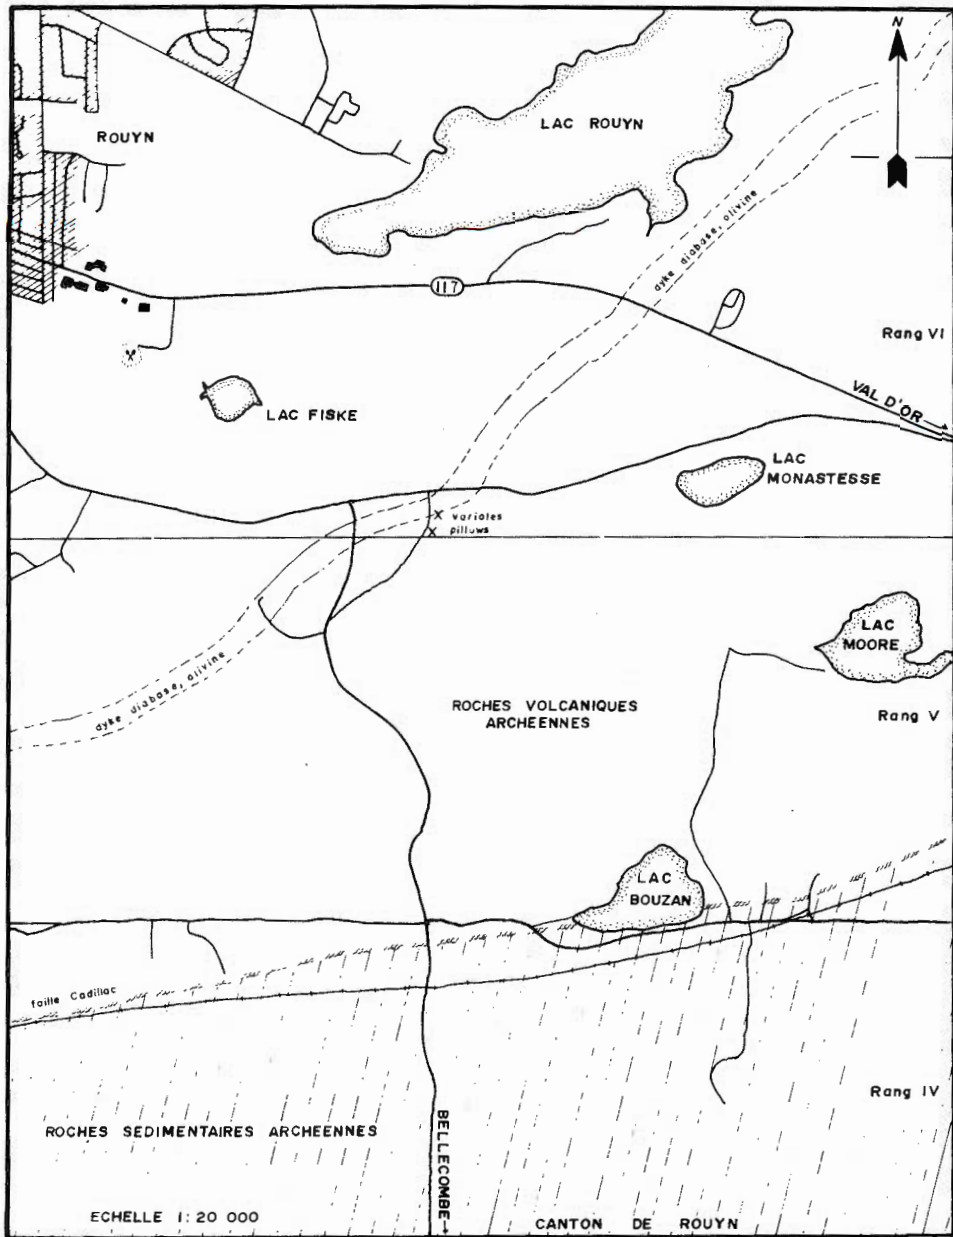 N
LAC ROUYN
ROUYN
dyke diabase, olivine
117
Rang VI
VAL D'OR
LAC FISKE
LAC
MONASTESSE
X varioles
X pilluws
LAC
MOORE
dyke diabase, olivine
ROCHES VOLCANIQUES
ARCHEENNES
Rang V
LAC
BOUZAN
faille Cadillac
Rang IV
ROCHES SEDIMENTAIRES ARCHEENNES
BELLECOMBE
ECHELLE 1: 20 000
CANTON DE ROUYN